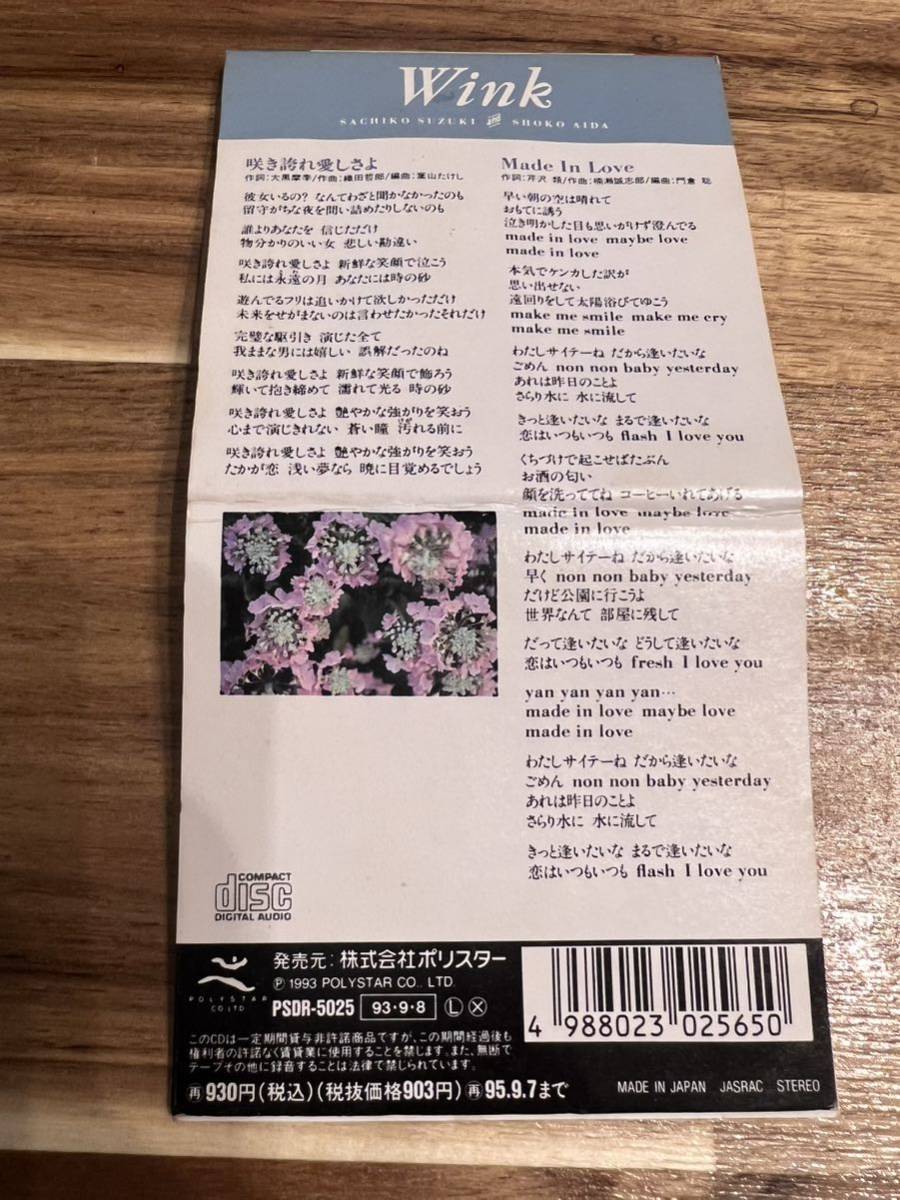 Wink
SACHIKO SUZUKI and SHOKO AIDA
咲き誇れ愛しさよ
作詞:大黒摩季/作曲:織田哲郎/編曲:葉山たけし
彼女いるの? なんてわざと聞かなかったのも
留守がちな夜を問い詰めたりしないのも
誰よりあなたを 信じただけ
物分かりのいい女 悲しい勘違い
咲き誇れ愛しさよ 新鮮な笑顔で泣こう
私には永遠の月 あなたには時の砂
遊んでるフリは追いかけて欲しかっただけ
未来をせがまないのは言わせたかったそれだけ
完璧な駆引き 演じた全て
我ままな男には嬉しい 誤解だったのね
咲き誇れ愛しさよ 新鮮な笑顔で飾ろう
輝いて抱き締めて 濡れて光る 時の砂
咲き誇れ愛しさよ 艶やかな強がりを笑おう
心まで演じきれない 蒼い瞳 汚れる前に
咲き誇れ愛しさよ 艶やかな強がりを笑おう
たかが恋 浅い夢なら 暁に目覚めるでしょう
Made In Love
作詞:芹沢 類/作曲:楠瀬誠志郎/編曲:門倉 聡
早い朝の空は晴れて
おもてに誘う
泣き明かした目も思いがけず澄んでる
made in love maybe love
made in love
本気でケンカした訳が
思い出せない
遠回りをして太陽浴びてゆこう
make me smile make me cry
make me smile
わたしサイテーね だから逢いたいな
ごめん non non baby yesterday
あれは昨日のことよ
さらり水に 水に流して
きっと逢いたいな まるで逢いたいな
恋はいつもいつも flash I love you
くちづけで起こせばたぶん
お酒の匂い
顔を洗っててね コーヒーいれてあげる
made in love maybe love
made in love
わたしサイテーね だから逢いたいな
早く non non baby yesterday
だけど公園に行こうよ
世界なんて 部屋に残して
だって逢いたいな どうして逢いたいな
恋はいつもいつも fresh I love you
yan yan yan yan…
made in love maybe love
made in love
わたしサイテーね だから逢いたいな
ごめん non non baby yesterday
あれは昨日のことよ
さらり水に 水に流して
きっと逢いたいな まるで逢いたいな
恋はいつもいつも flash I love you
COMPACT
disc
DIGITAL AUDIO
POLYSTAR
CO.LTD
発売元:株式会社ポリスター
Ⓟ1993 POLYSTAR CO., LTD.
PSDR-5025 93・9・8 Ⓛ Ⓧ
このCDは一定期間貸与非許諾商品ですが、この期間経過後も
権利者の許諾なく賃貸業に使用することを禁じます。また、無断で
テープその他に録音することは法律で禁じられています。
㊢930円(税込)(税抜価格903円)㊢95.9.7まで
4 988023 025650
MADE IN JAPAN JASRAC STEREO